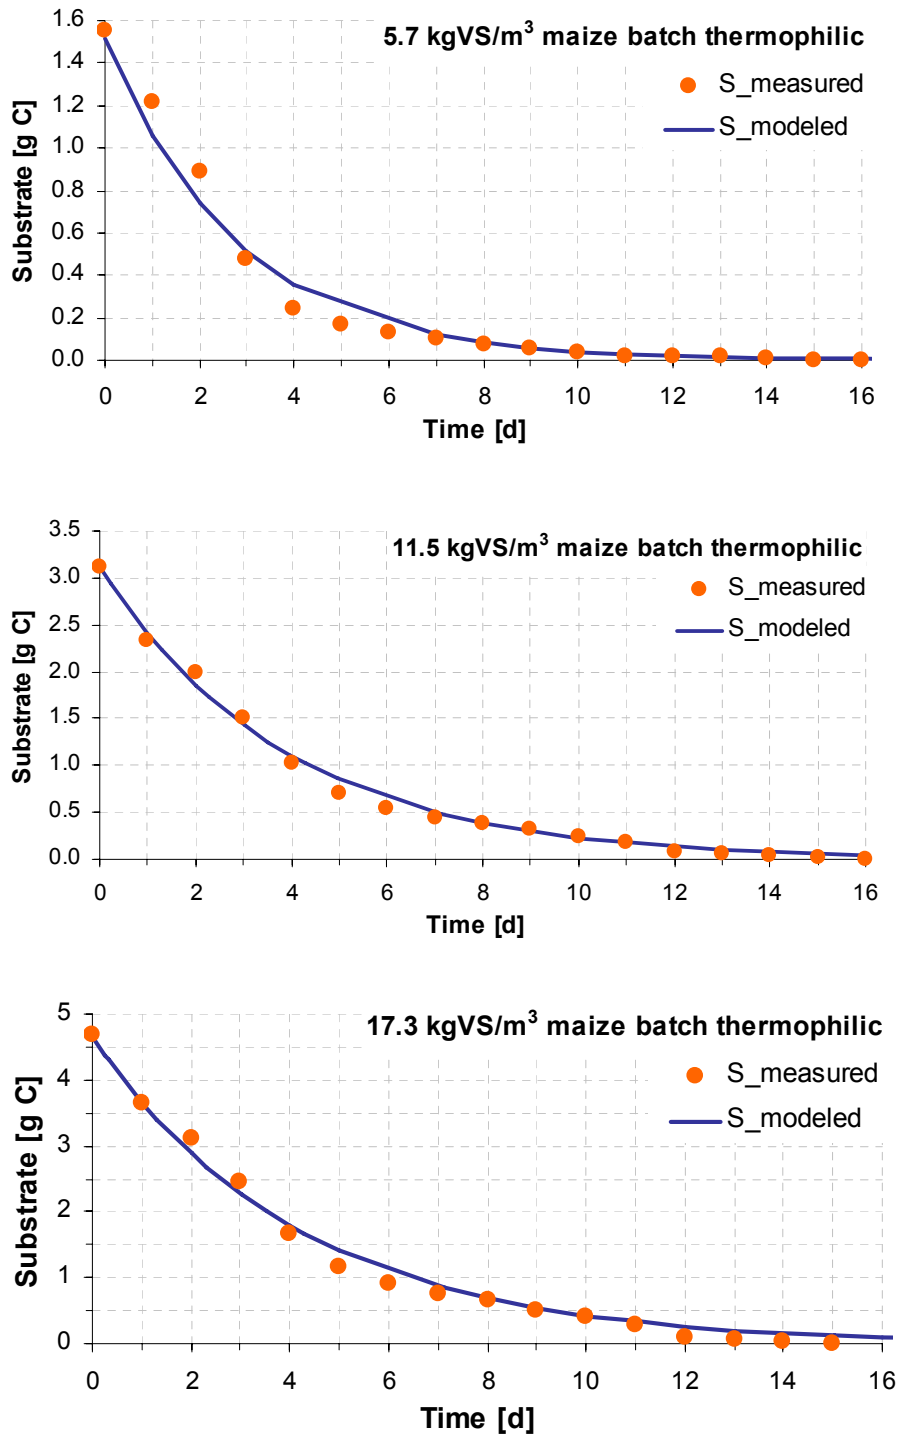 5.7 kgVS/m³ maize batch thermophilic
S_measured
S_modeled
Substrate [g C]
1.6
1.4
1.2
1.0
0.8
0.6
0.4
0.2
0.0
0 2 4 6 8 10 12 14 16
Time [d]
11.5 kgVS/m³ maize batch thermophilic
S_measured
S_modeled
Substrate [g C]
3.5
3.0
2.5
2.0
1.5
1.0
0.5
0.0
0 2 4 6 8 10 12 14 16
Time [d]
17.3 kgVS/m³ maize batch thermophilic
S_measured
S_modeled
Substrate [g C]
5
4
3
2
1
0
0 2 4 6 8 10 12 14 16
Time [d]